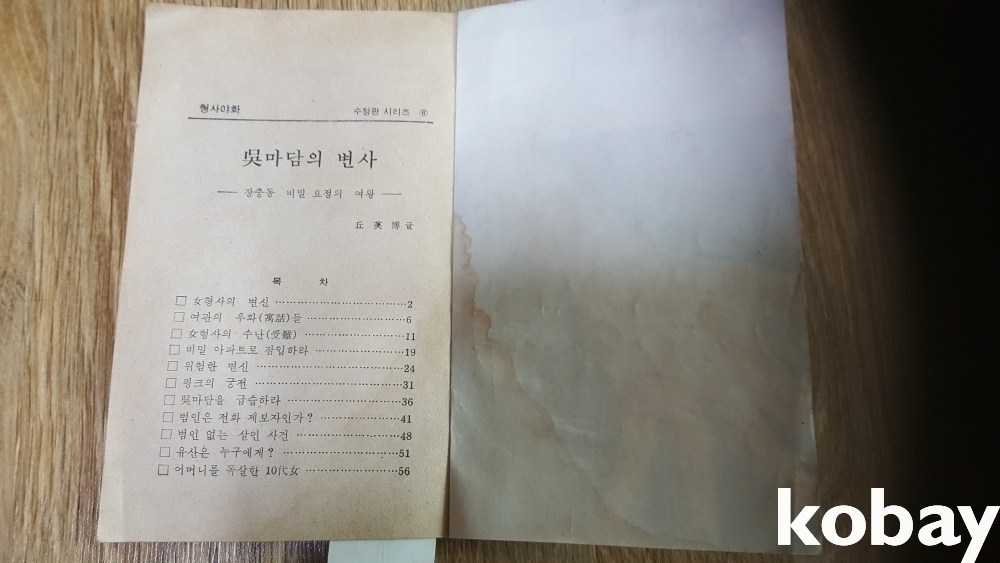 형사야화 수정판 시리즈 ⑧
吳마담의 변사
── 장충동 비밀 요정의 여왕 ──
丘 英 博 글
목 차
□ 女형사의 변신 ……………………………2
□ 여관의 우화(寓話)들 ……………………6
□ 女형사의 수난(受難) ……………………11
□ 비밀 아파트로 잠입하라 ………………19
□ 위험한 변신 ……………………………24
□ 핑크의 궁전 ……………………………31
□ 吳마담을 급습하라 ……………………36
□ 범인은 전화 제보자인가? ……………41
□ 범인 없는 살인 사건 …………………48
□ 유산은 누구에게? ……………………51
□ 어머니를 독살한 10代女 ……………56
kobay